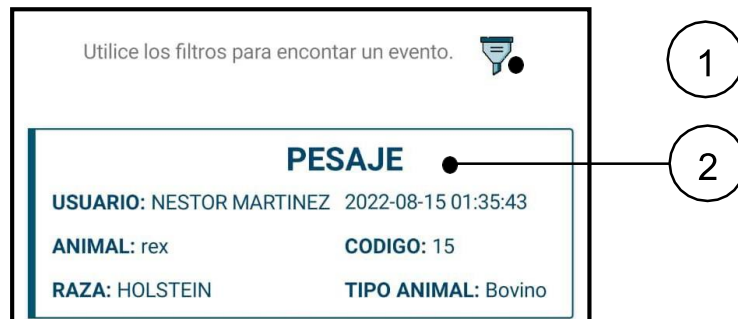 Utilice los filtros para encontar un evento.
1
PESAJE
2
USUARIO: NESTOR MARTINEZ 2022-08-15 01:35:43
ANIMAL: rex CODIGO: 15
RAZA: HOLSTEIN TIPO ANIMAL: Bovino